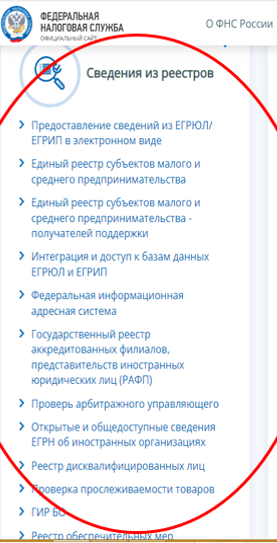 ФЕДЕРАЛЬНАЯ
НАЛОГОВАЯ СЛУЖБА
ОФИЦИАЛЬНЫЙ САЙТ
О ФНС России
Сведения из реестров
Предоставление сведений из ЕГРЮЛ/
ЕГРИП в электронном виде
Единый реестр субъектов малого и
среднего предпринимательства
Единый реестр субъектов малого и
среднего предпринимательства -
получателей поддержки
Интеграция и доступ к базам данных
ЕГРЮЛ и ЕГРИП
Федеральная информационная
адресная система
Государственный реестр
аккредитованных филиалов,
представительств иностранных
юридических лиц (РАФП)
Проверь арбитражного управляющего
Открытые и общедоступные сведения
ЕГРН об иностранных организациях
Реестр дисквалифицированных лиц
Проверка прослеживаемости товаров
ГИР БО
Реестр обеспечительных мер